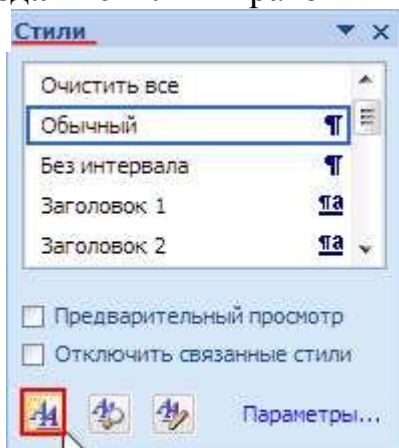 Стили
Очистить все
Обычный
Без интервала
Заголовок 1
Заголовок 2
Предварительный просмотр
Отключить связанные стили
Параметры...